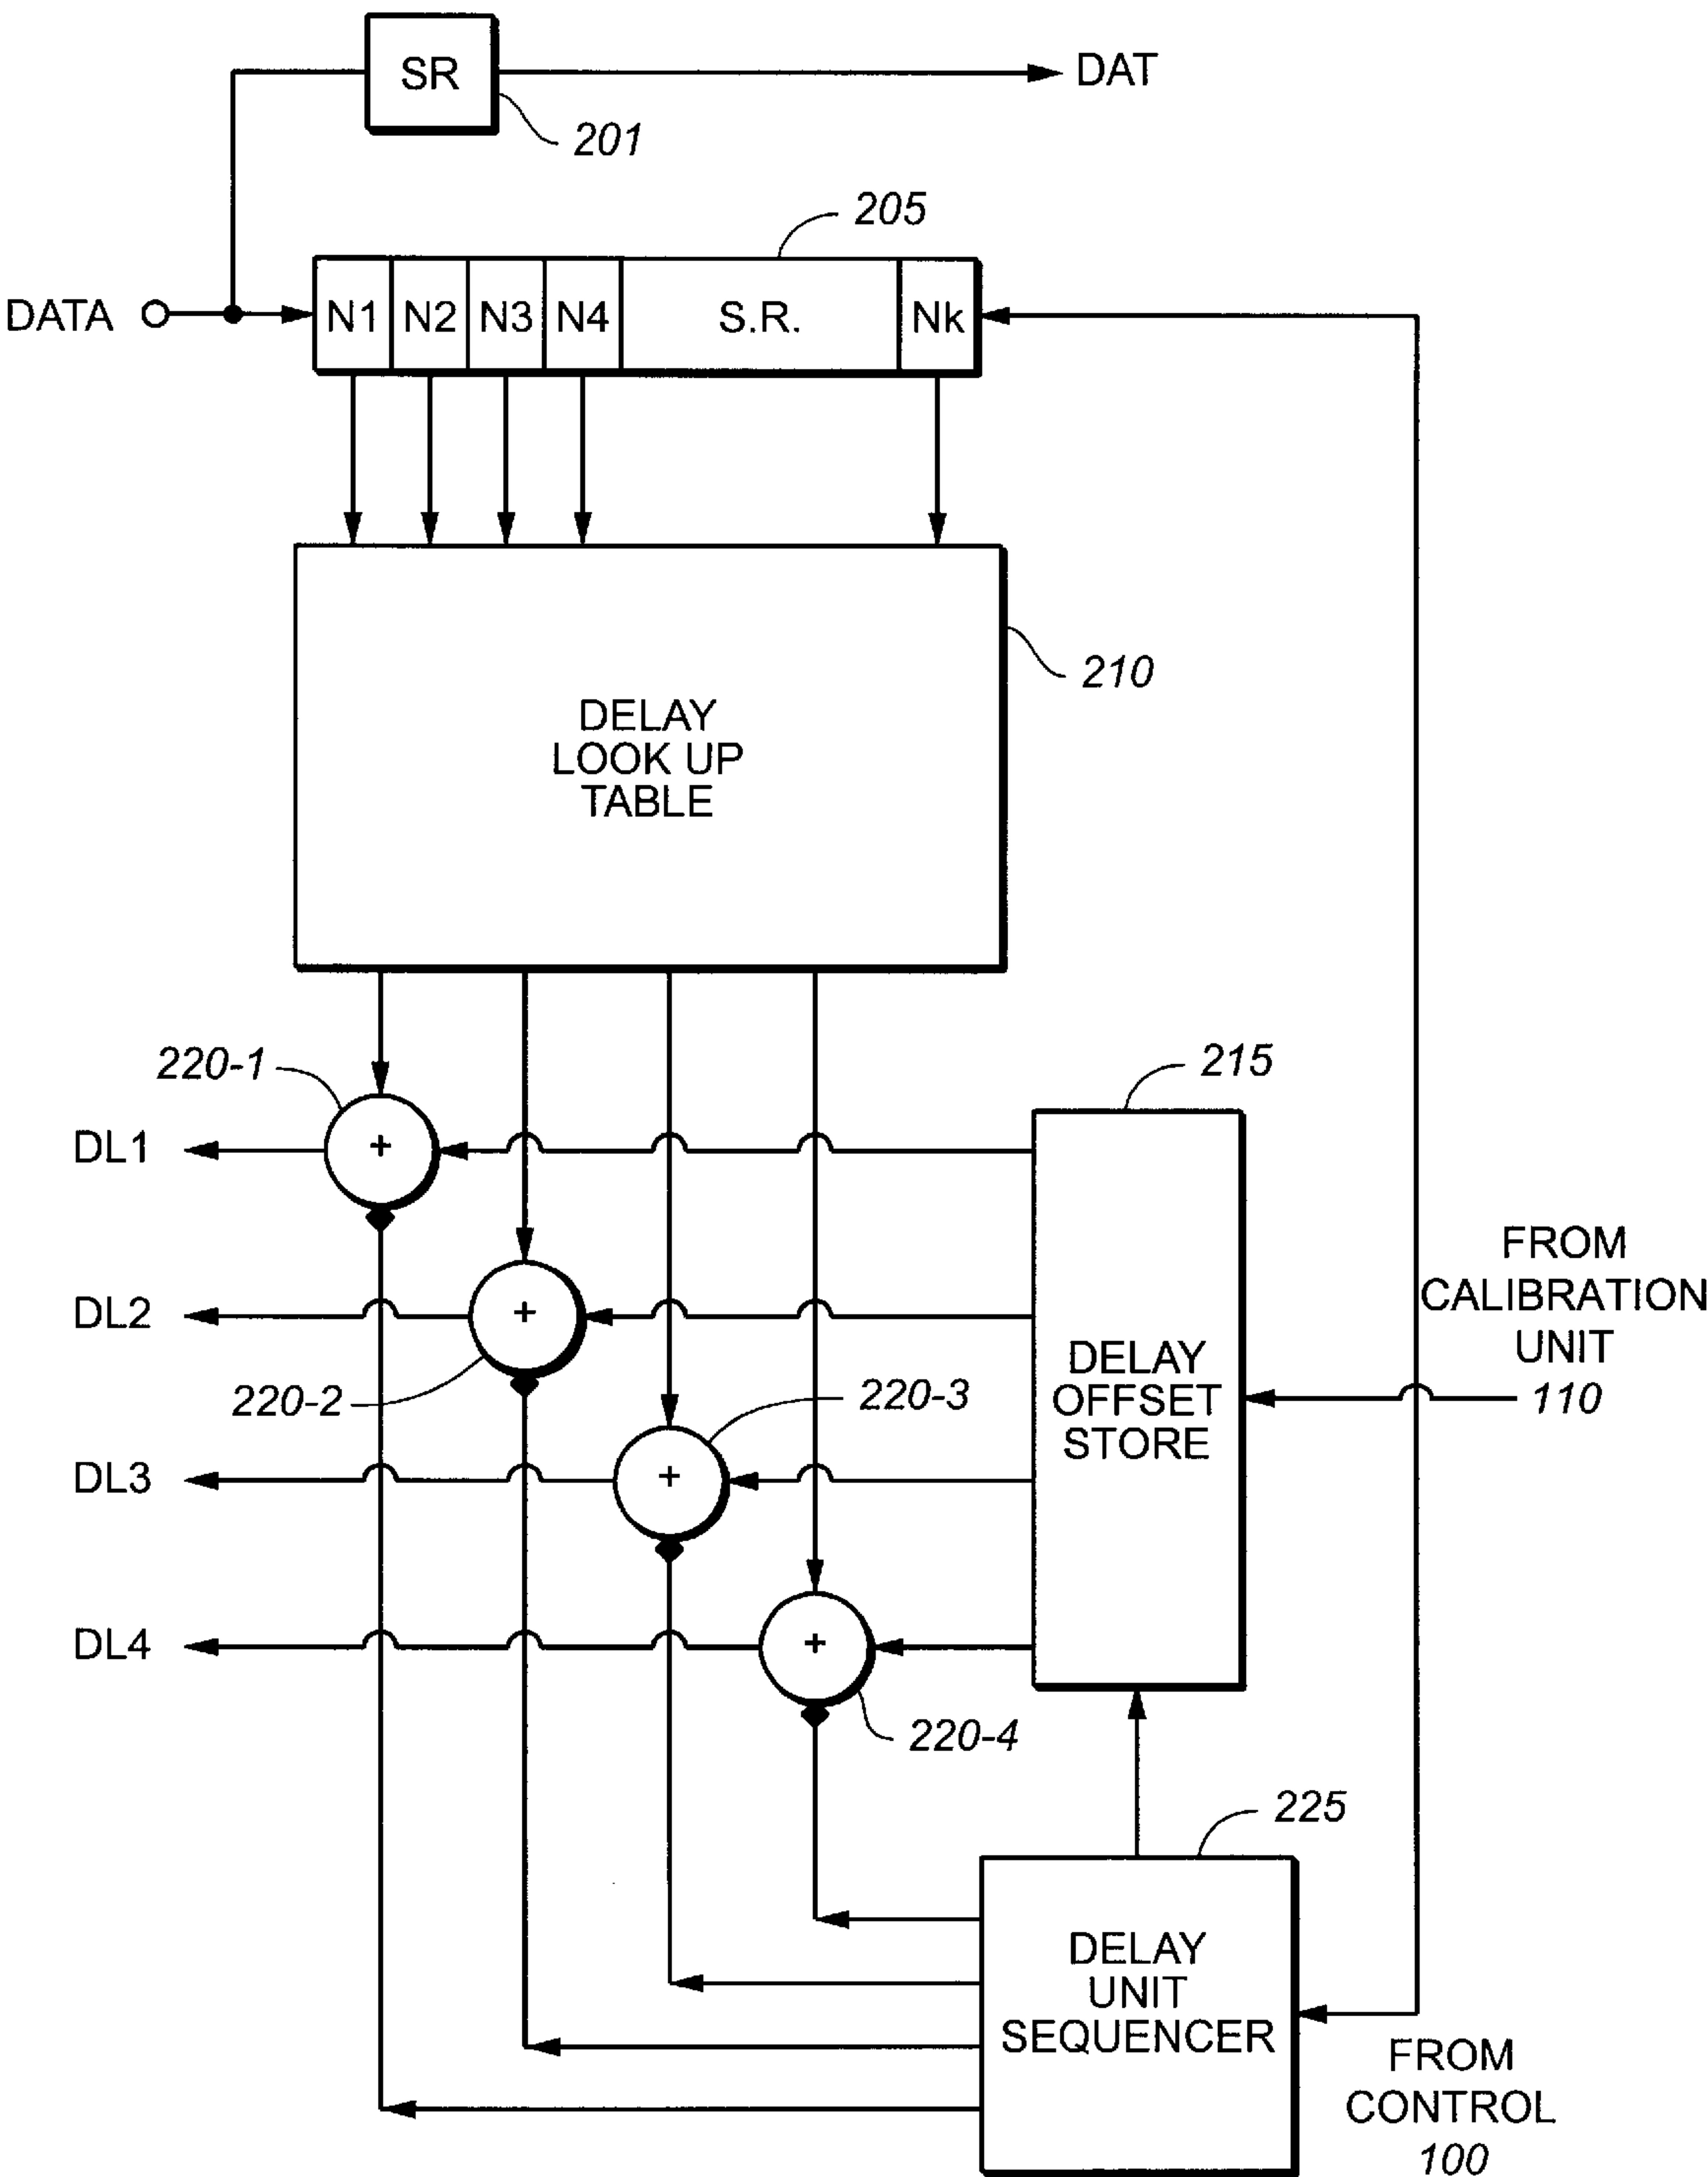 SR
DAT
201
205
DATA
N1 N2 N3 N4 S.R. Nk
210
DELAY
LOOK UP
TABLE
220-1
215
DL1
+
FROM
CALIBRATION
UNIT
110
DL2
+
220-2
DELAY
OFFSET
STORE
220-3
DL3
+
DL4
+
220-4
225
DELAY
UNIT
SEQUENCER
FROM
CONTROL
100